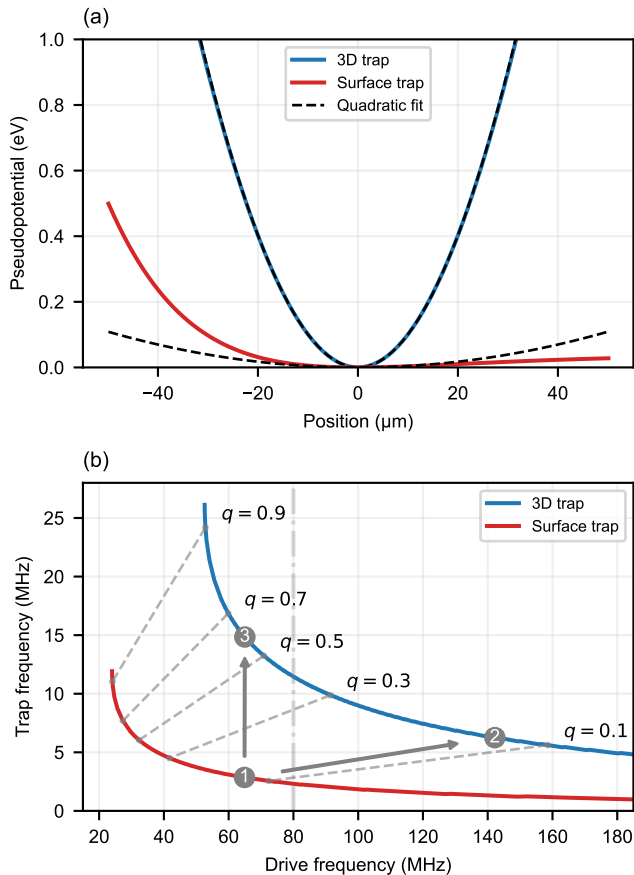 (a)
1.0
0.8
0.6
0.4
0.2
0.0
Pseudopotential (eV)
3D trap
Surface trap
Quadratic fit
−40
−20
0
20
40
Position (µm)
(b)
25
20
15
10
5
0
Trap frequency (MHz)
3D trap
Surface trap
q = 0.9
q = 0.7
q = 0.5
q = 0.3
q = 0.1
3
2
1
20
40
60
80
100
120
140
160
180
Drive frequency (MHz)